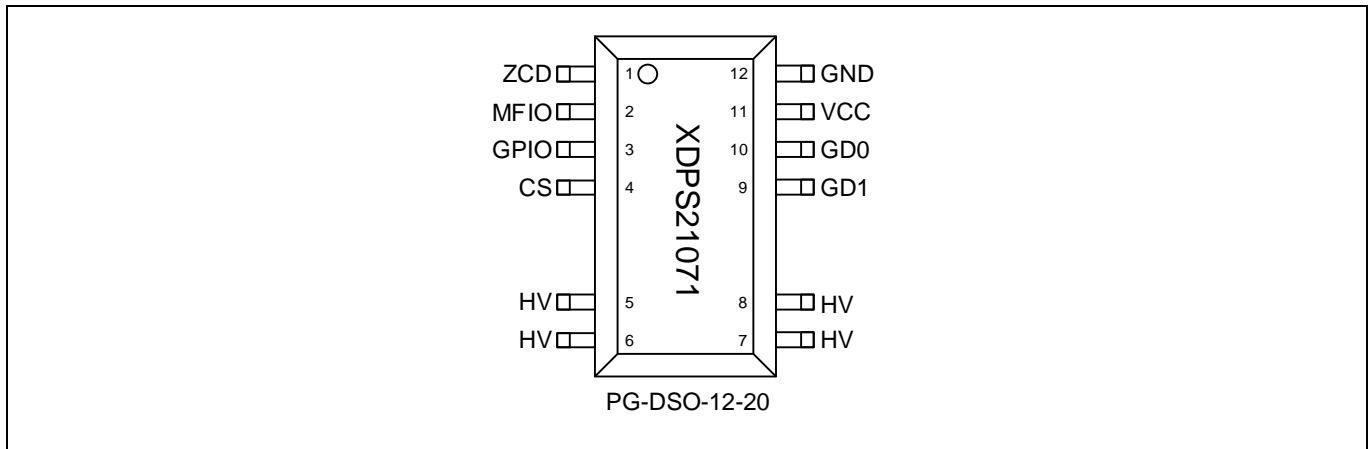 ZCD 1 12 GND
MFIO 2 11 VCC
GPIO 3 10 GD0
CS 4 9 GD1
XDPS21071
HV 5 8 HV
HV 6 7 HV
PG-DSO-12-20